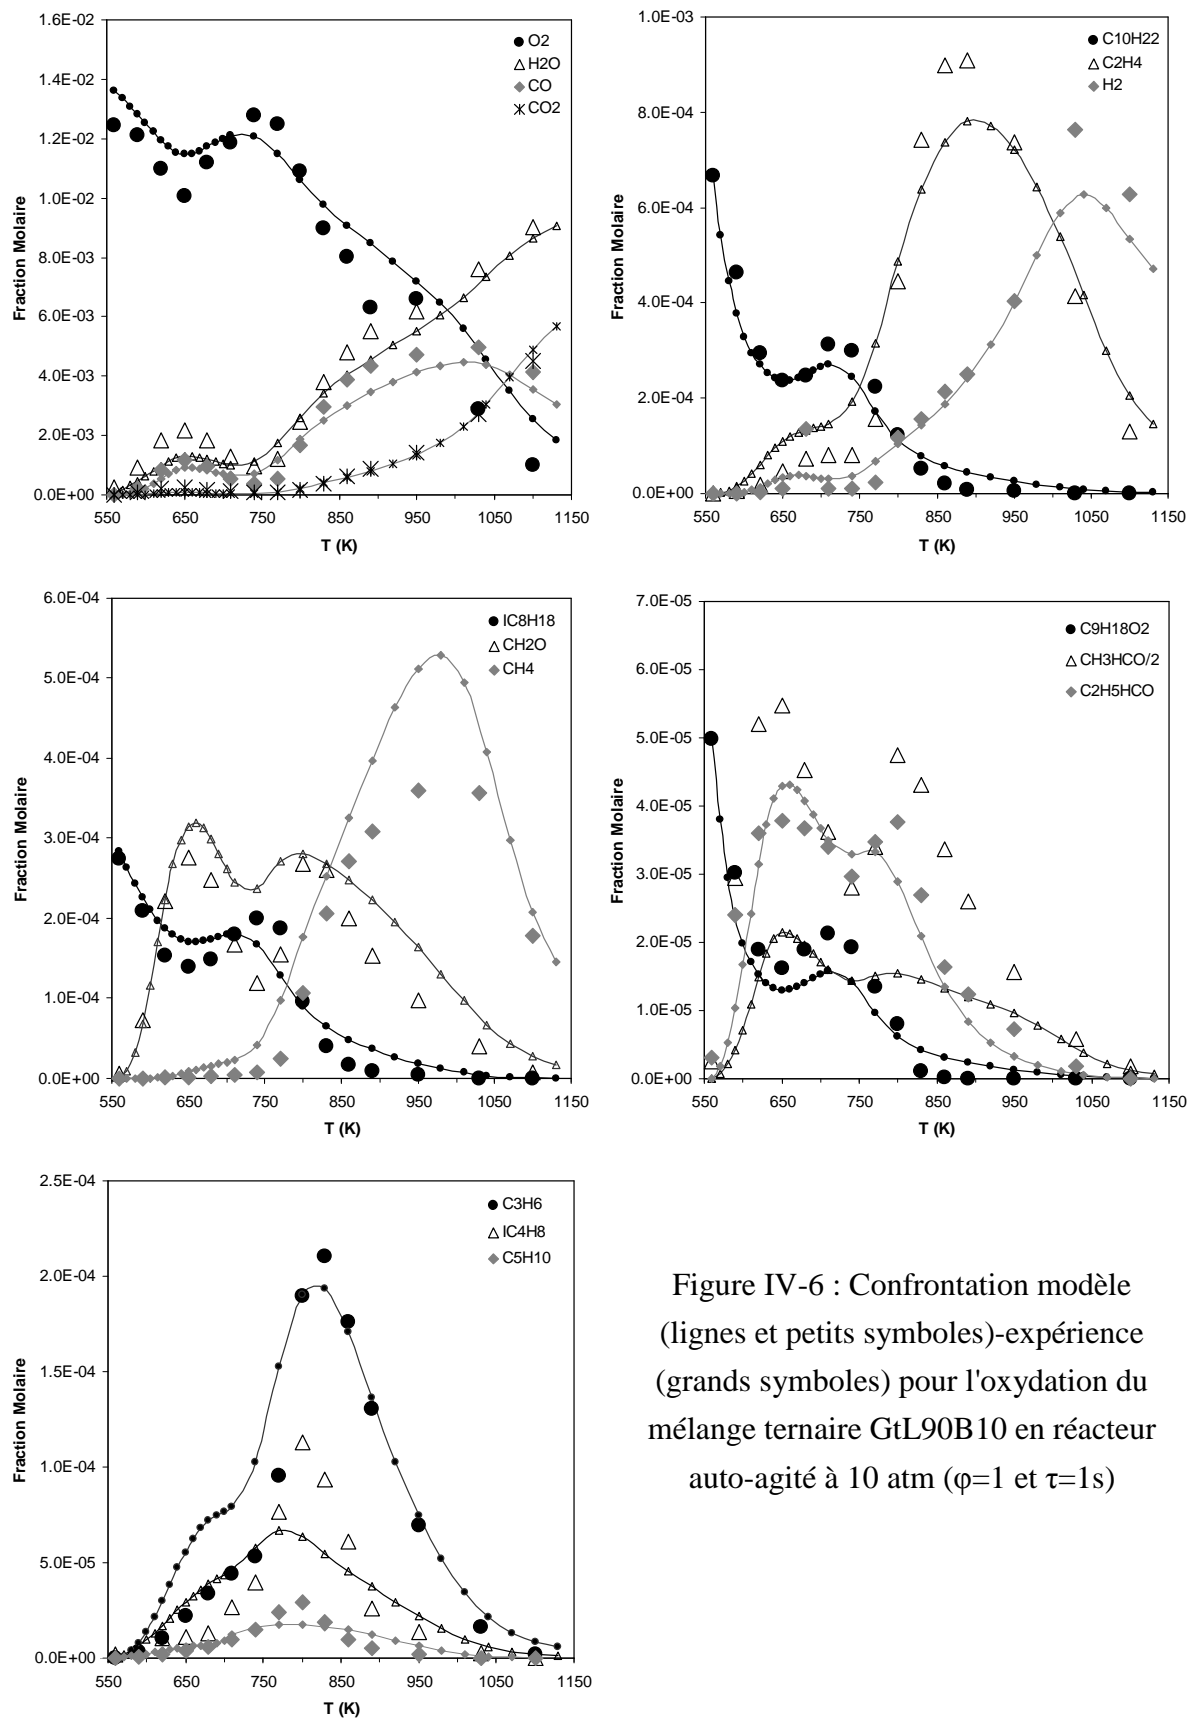 1.6E-02
1.4E-02
1.2E-02
1.0E-02
8.0E-03
6.0E-03
4.0E-03
2.0E-03
0.0E+00
Fraction Molaire
O2
H2O
CO
CO2
550 650 750 850 950 1050 1150
T (K)
1.0E-03
8.0E-04
6.0E-04
4.0E-04
2.0E-04
0.0E+00
Fraction Molaire
C10H22
C2H4
H2
550 650 750 850 950 1050 1150
T (K)
6.0E-04
5.0E-04
4.0E-04
3.0E-04
2.0E-04
1.0E-04
0.0E+00
Fraction Molaire
IC8H18
CH2O
CH4
550 650 750 850 950 1050 1150
T (K)
7.0E-05
6.0E-05
5.0E-05
4.0E-05
3.0E-05
2.0E-05
1.0E-05
0.0E+00
Fraction Molaire
C9H18O2
CH3HCO/2
C2H5HCO
550 650 750 850 950 1050 1150
T (K)
2.5E-04
2.0E-04
1.5E-04
1.0E-04
5.0E-05
0.0E+00
Fraction Molaire
C3H6
IC4H8
C5H10
550 650 750 850 950 1050 1150
T (K)
Figure IV-6 : Confrontation modèle
(lignes et petits symboles)-expérience
(grands symboles) pour l'oxydation du
mélange ternaire GtL90B10 en réacteur
auto-agité à 10 atm (φ=1 et τ=1s)